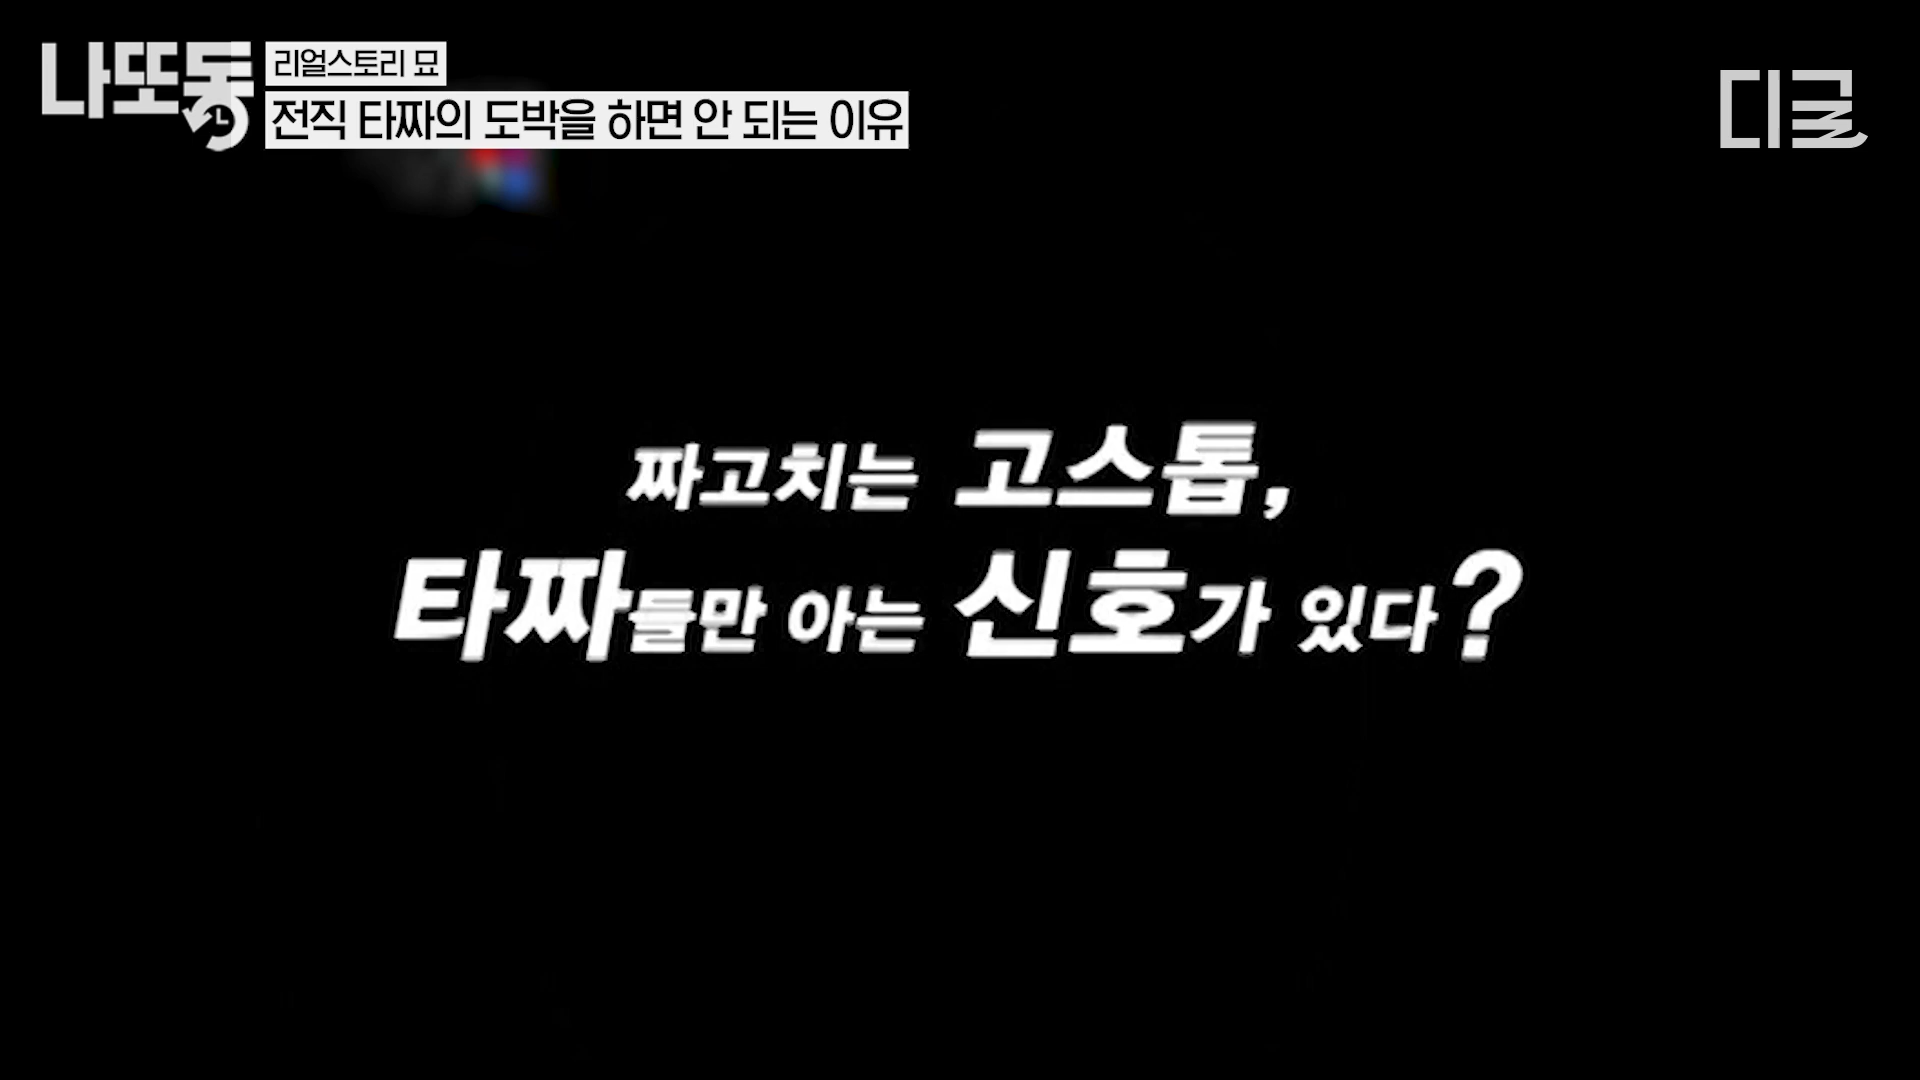 나또동
리얼스토리 묘
전직 타짜의 도박을 하면 안 되는 이유
디글
짜고치는 고스톱,
타짜들만 아는 신호가 있다?